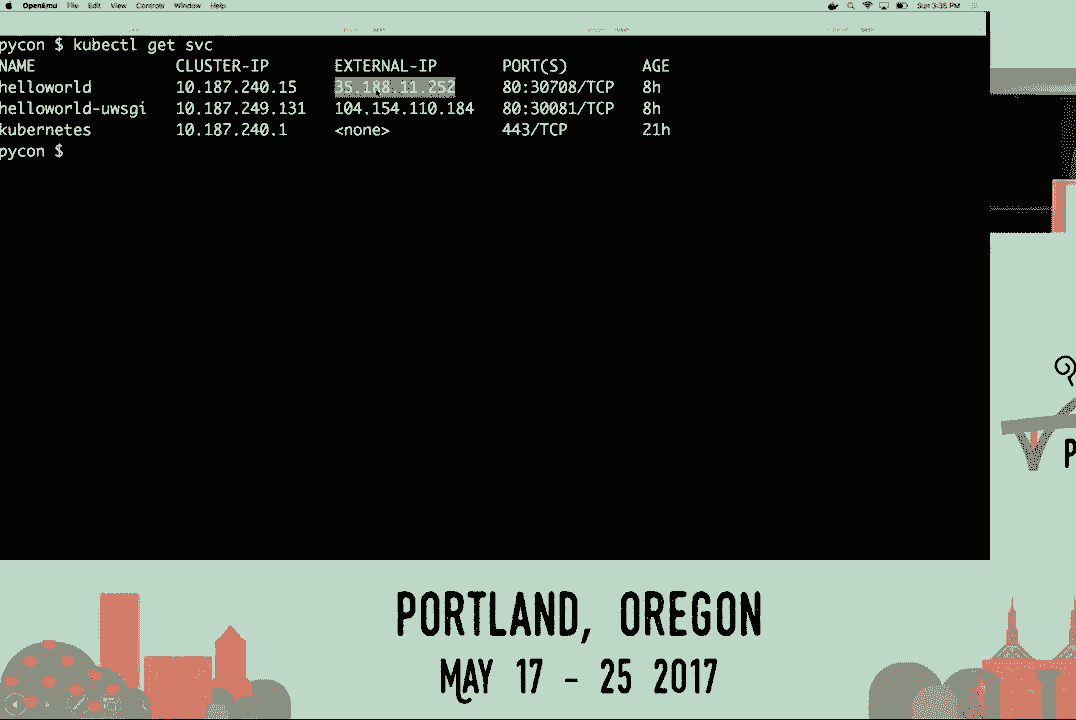 OpenEmu File Edit View Controls Window Help Sun 3:35 PM
pycon $ kubectl get svc
NAME CLUSTER-IP EXTERNAL-IP PORT(S) AGE
helloworld 10.187.240.15 35.188.11.252 80:30708/TCP 8h
helloworld-uwsgi 10.187.249.131 104.154.110.184 80:30081/TCP 8h
kubernetes 10.187.240.1 <none> 443/TCP 21h
pycon $
P
PORTLAND, OREGON
MAY 17 - 25 2017